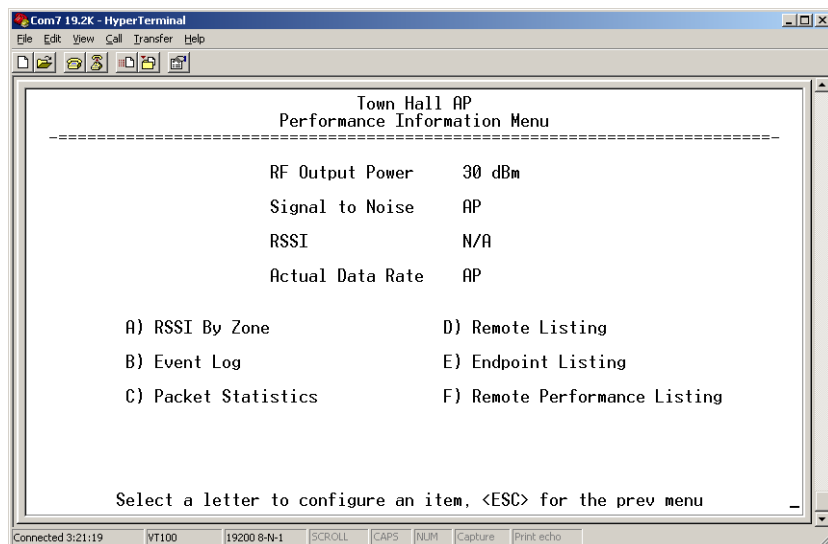 Com7 19.2K - HyperTerminal
File Edit View Call Transfer Help
Town Hall AP
Performance Information Menu
-==========================================================================-
RF Output Power 30 dBm
Signal to Noise AP
RSSI N/A
Actual Data Rate AP
A) RSSI By Zone D) Remote Listing
B) Event Log E) Endpoint Listing
C) Packet Statistics F) Remote Performance Listing
Select a letter to configure an item, <ESC> for the prev menu _
Connected 3:21:19 VT100 19200 8-N-1 SCROLL CAPS NUM Capture Print echo